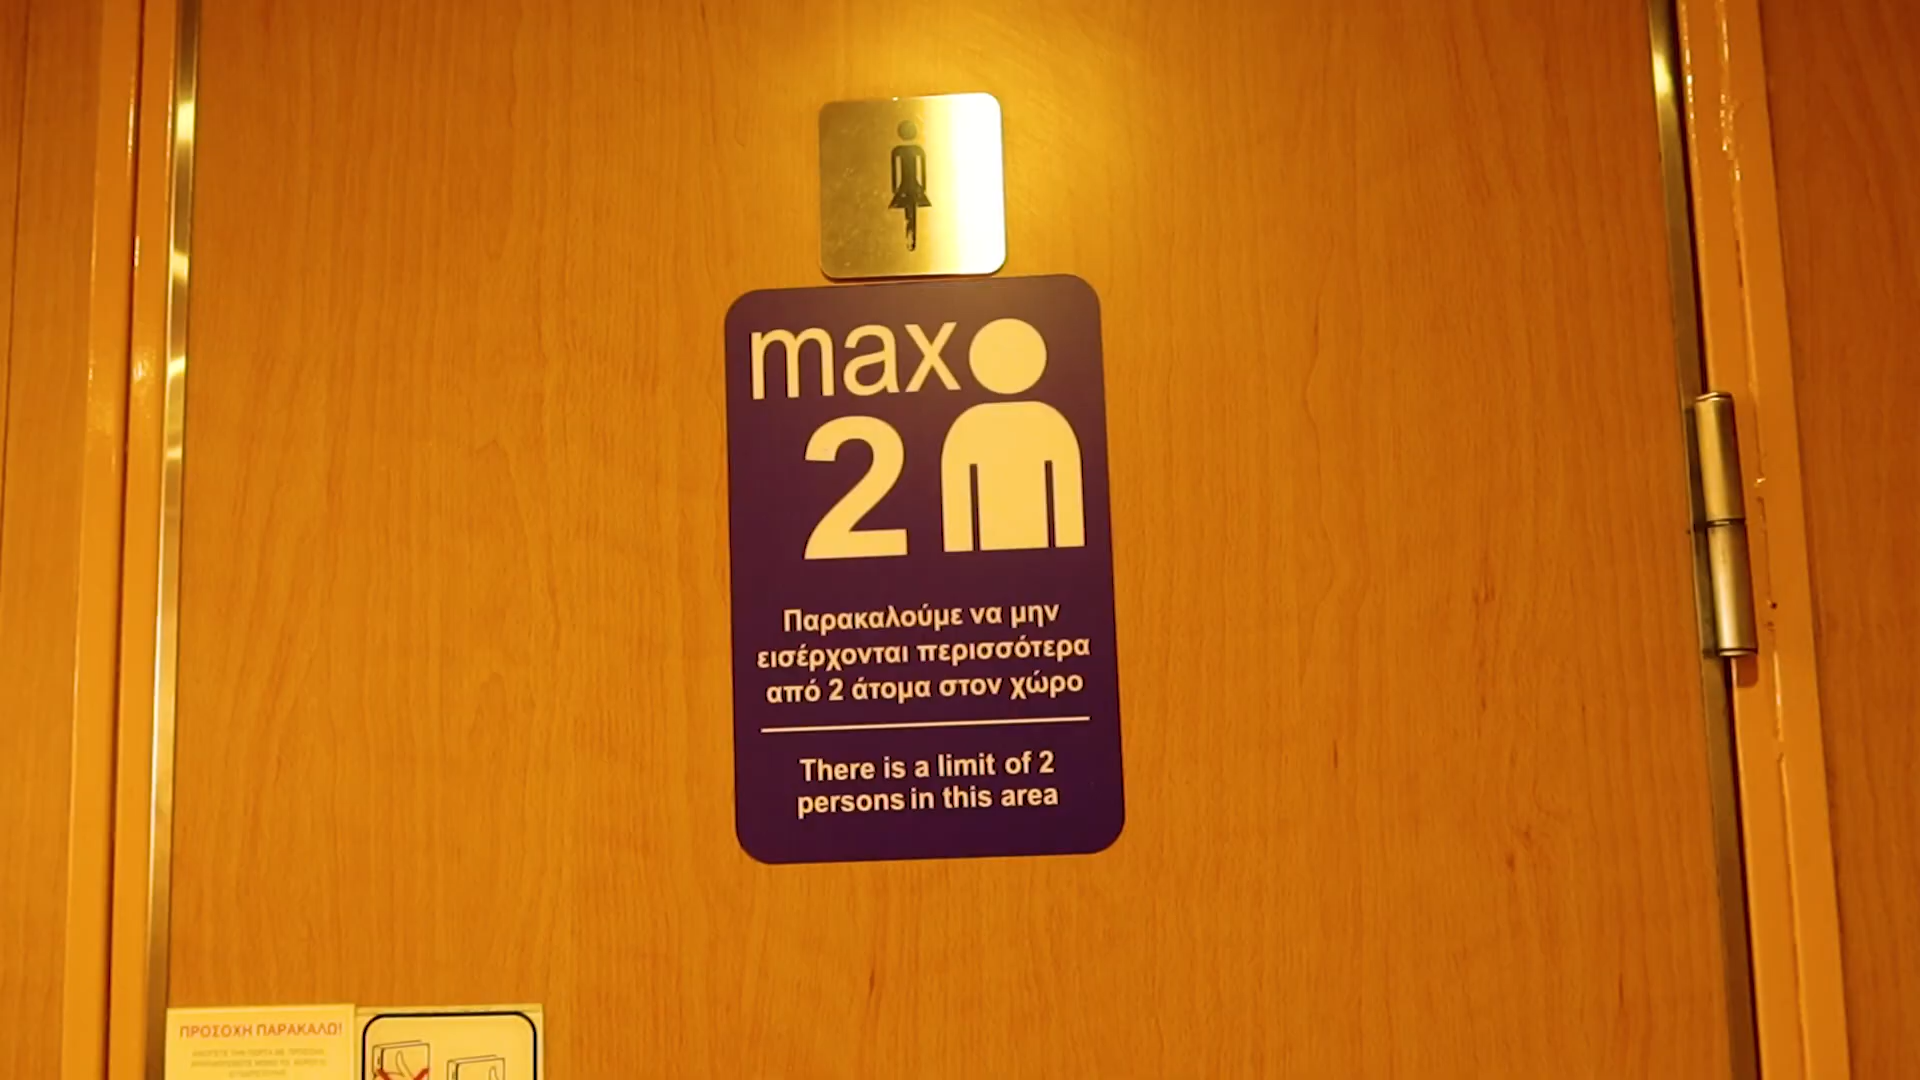 max
2
Παρακαλούμε να μην
εισέρχονται περισσότερα
από 2 άτομα στον χώρο
There is a limit of 2
persons in this area
ΠΡΟΣΟΧΗ ΠΑΡΑΚΑΛΩ!